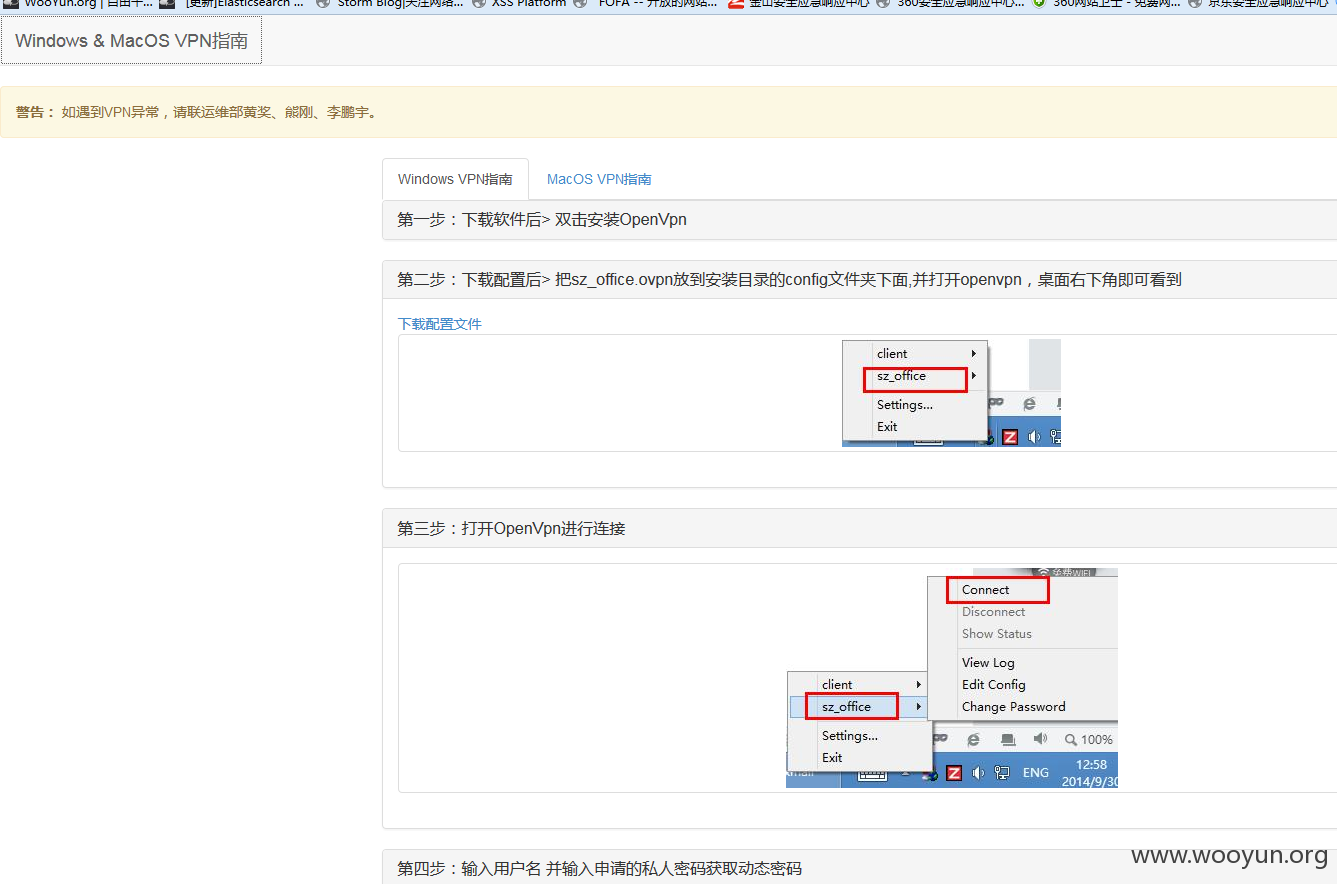 WooYun.org | 自由平...
[更新]Elasticsearch ...
Storm Blog|关注网络...
XSS Platform
FOFA -- 开放的网站...
金山安全应急响应中心
360安全应急响应中心...
360网站卫士 - 免费网...
京东安全应急响应中心
Windows & MacOS VPN指南
警告： 如遇到VPN异常，请联运维部黄奖、能刚、李鹏宇。
Windows VPN指南
MacOS VPN指南
第一步：下载软件后> 双击安装OpenVpn
第二步：下载配置后> 把sz_office.ovpn放到安装目录的config文件夹下面,并打开openvpn，桌面右下角即可看到
下载配置文件
client
sz_office
Settings...
Exit
第三步：打开OpenVpn进行连接
免费WiFi
Connect
Disconnect
Show Status
View Log
Edit Config
Change Password
client
sz_office
Settings...
Exit
100%
ENG
12:58
2014/9/30
第四步：输入用户名 并输入申请的私人密码获取动态密码
www.wooyun.org